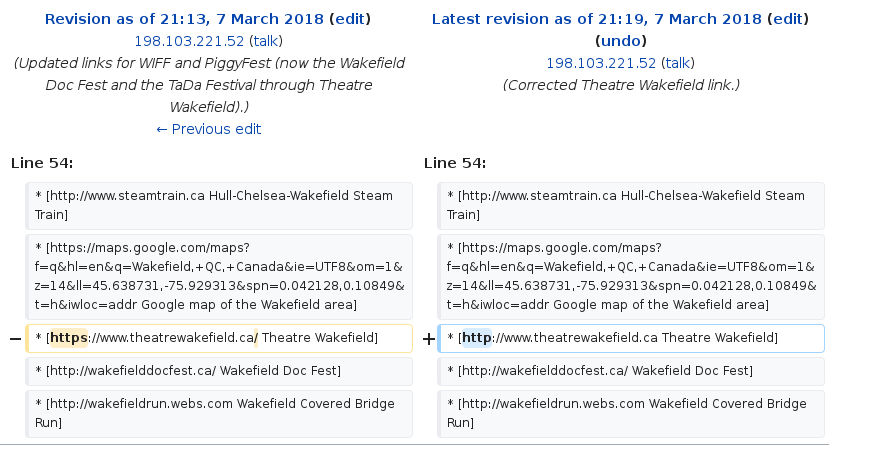 Revision as of 21:13, 7 March 2018 (edit)
198.103.221.52 (talk)
(Updated links for WIFF and PiggyFest (now the Wakefield
Doc Fest and the TaDa Festival through Theatre
Wakefield).)
← Previous edit
Latest revision as of 21:19, 7 March 2018 (edit)
(undo)
198.103.221.52 (talk)
(Corrected Theatre Wakefield link.)
Line 54:
* [http://www.steamtrain.ca Hull-Chelsea-Wakefield Steam
Train]
* [https://maps.google.com/maps?
f=q&hl=en&q=Wakefield,+QC,+Canada&ie=UTF8&om=1&
z=14&ll=45.638731,-75.929313&spn=0.042128,0.10849&
t=h&iwloc=addr Google map of the Wakefield area]
− * [https://www.theatrewakefield.ca/ Theatre Wakefield]
* [http://wakefielddocfest.ca/ Wakefield Doc Fest]
* [http://wakefieldrun.webs.com Wakefield Covered Bridge
Run]
Line 54:
* [http://www.steamtrain.ca Hull-Chelsea-Wakefield Steam
Train]
* [https://maps.google.com/maps?
f=q&hl=en&q=Wakefield,+QC,+Canada&ie=UTF8&om=1&
z=14&ll=45.638731,-75.929313&spn=0.042128,0.10849&
t=h&iwloc=addr Google map of the Wakefield area]
+ * [http://www.theatrewakefield.ca Theatre Wakefield]
* [http://wakefielddocfest.ca/ Wakefield Doc Fest]
* [http://wakefieldrun.webs.com Wakefield Covered Bridge
Run]